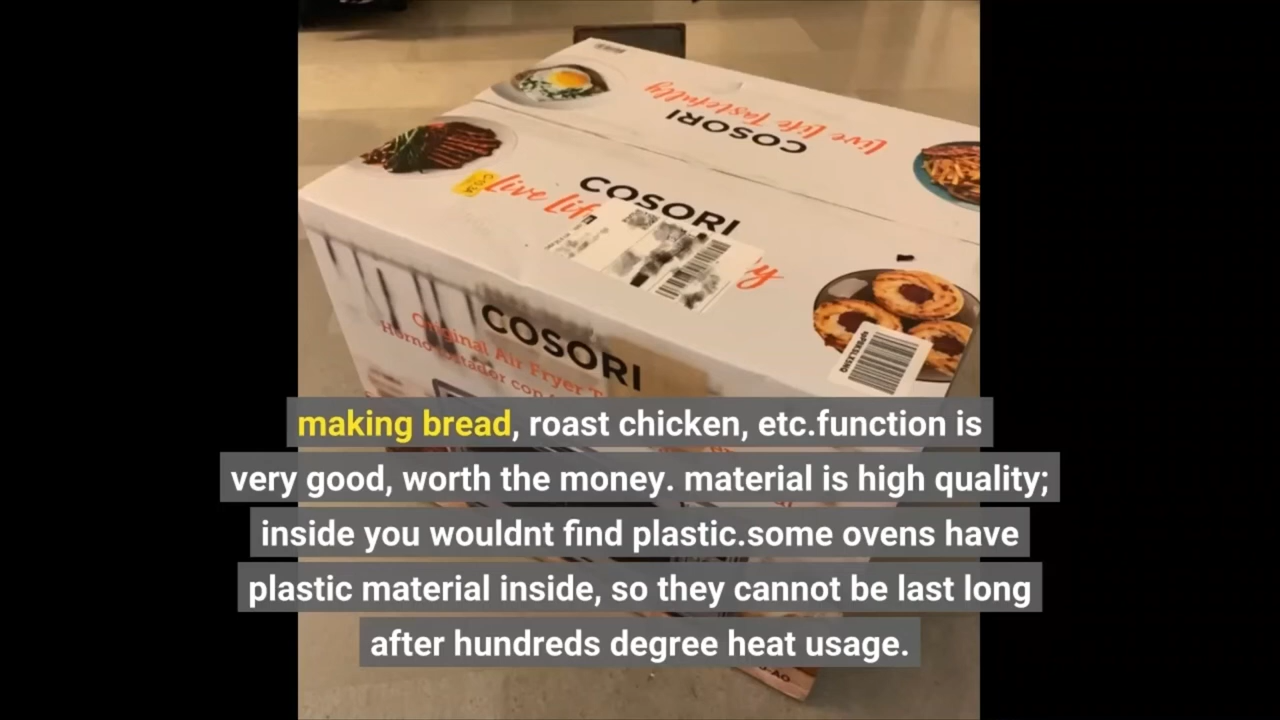 Live Life Tastefully
COSORI
COSORI
Live Lif
y
COSORI
Original Air Fryer T
Horno
making bread, roast chicken, etc.function is
very good, worth the money. material is high quality;
inside you wouldnt find plastic.some ovens have
plastic material inside, so they cannot be last long
after hundreds degree heat usage.